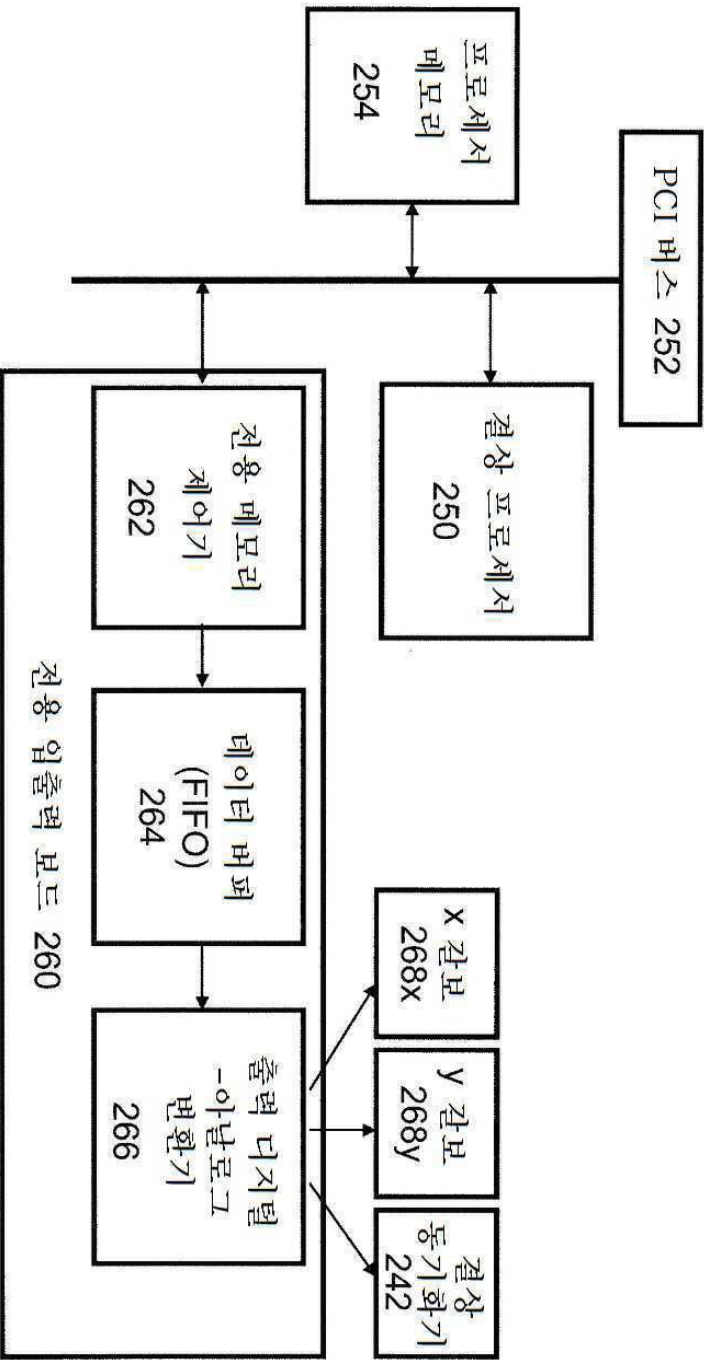 PCI 버스 252
결상 프로세서
250
프로세서
메모리
254
x 갈보
268x
y 갈보
268y
결상
동기화기
242
전용 메모리
제어기
262
데이터 버퍼
(FIFO)
264
출력 디지털
-아날로그
변환기
266
전용 입출력 보드 260